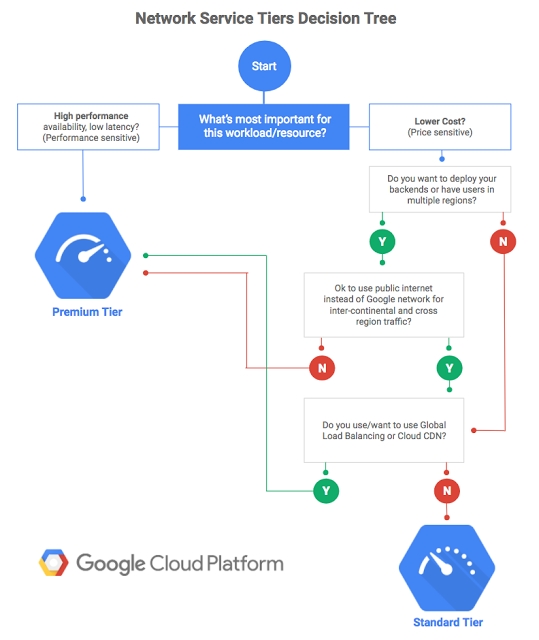 Network Service Tiers Decision Tree
Start
High performance
availability, low latency?
(Performance sensitive)
What's most important for
this workload/resource?
Lower Cost?
(Price sensitive)
Do you want to deploy your
backends or have users in
multiple regions?
Y
N
Premium Tier
Ok to use public internet
instead of Google network for
inter-continental and cross
region traffic?
N
Y
Do you use/want to use Global
Load Balancing or Cloud CDN?
Y
N
Google Cloud Platform
Standard Tier